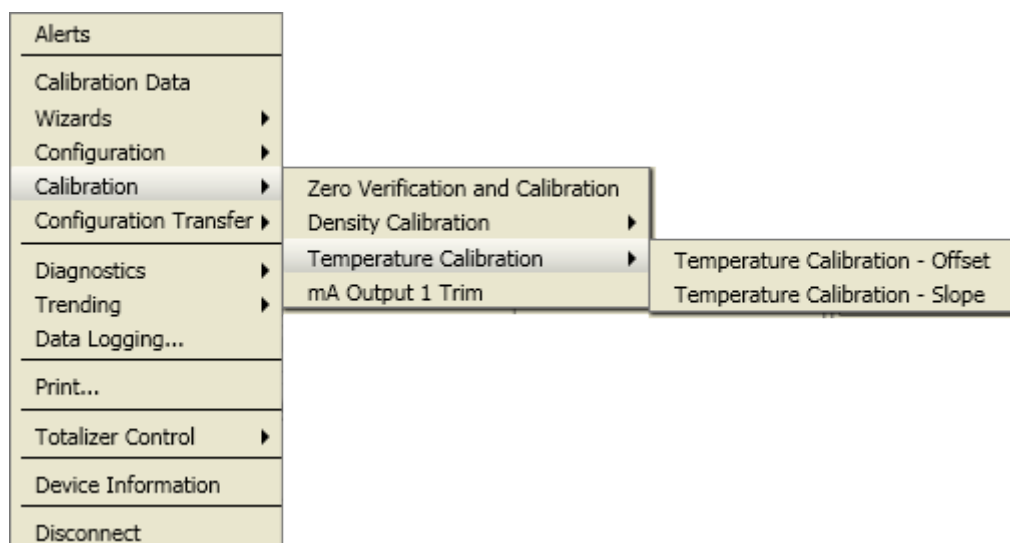 Alerts
Calibration Data
Wizards
Configuration
Calibration
Configuration Transfer
Diagnostics
Trending
Data Logging...
Print...
Totalizer Control
Device Information
Disconnect
Zero Verification and Calibration
Density Calibration
Temperature Calibration
mA Output 1 Trim
Temperature Calibration - Offset
Temperature Calibration - Slope